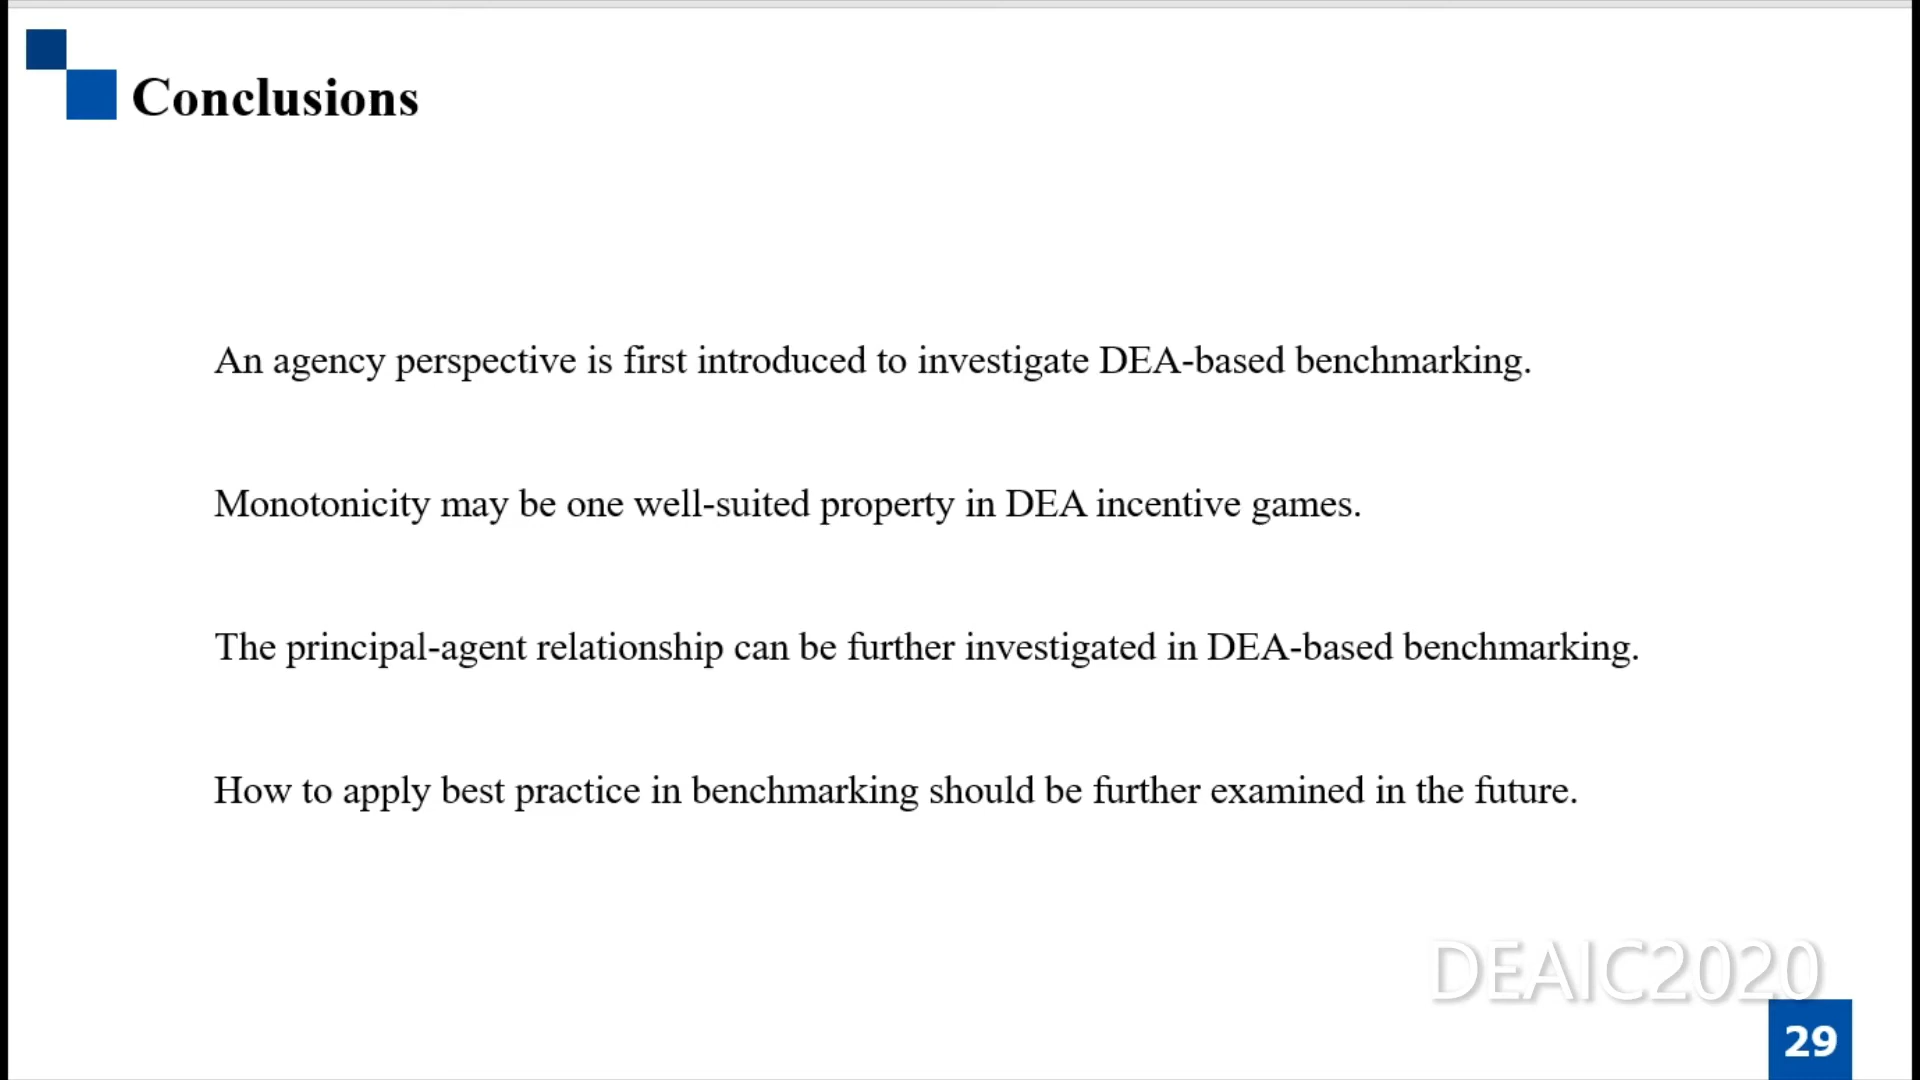 Conclusions
An agency perspective is first introduced to investigate DEA-based benchmarking.
Monotonicity may be one well-suited property in DEA incentive games.
The principal-agent relationship can be further investigated in DEA-based benchmarking.
How to apply best practice in benchmarking should be further examined in the future.
DEAIC2020
29